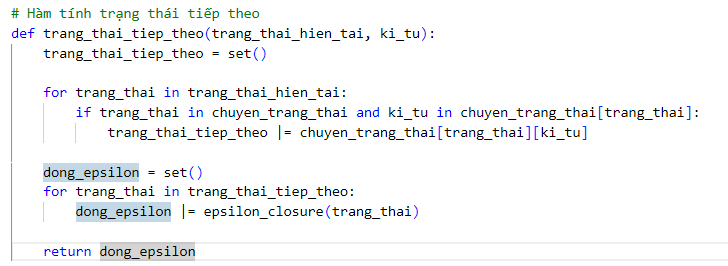 # Hàm tính trạng thái tiếp theo
def trang_thai_tiep_theo(trang_thai_hien_tai, ki_tu):
    trang_thai_tiep_theo = set()

    for trang_thai in trang_thai_hien_tai:
        if trang_thai in chuyen_trang_thai and ki_tu in chuyen_trang_thai[trang_thai]:
            trang_thai_tiep_theo |= chuyen_trang_thai[trang_thai][ki_tu]

    dong_epsilon = set()
    for trang_thai in trang_thai_tiep_theo:
        dong_epsilon |= epsilon_closure(trang_thai)

    return dong_epsilon